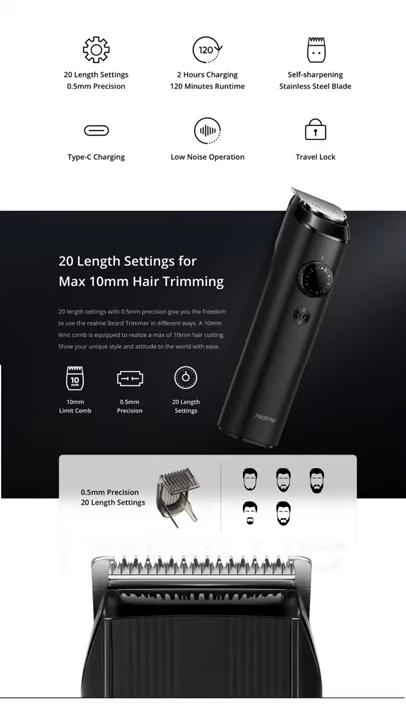 120
20 Length Settings
0.5mm Precision
2 Hours Charging
120 Minutes Runtime
Self-sharpening
Stainless Steel Blade
Type-C Charging
Low Noise Operation
Travel Lock
20 Length Settings for
Max 10mm Hair Trimming
20 length settings with 0.5mm precision give you the freedom
to use the realme Beard Trimmer in different ways. A 10mm
limit comb is equipped to realize a max of 10mm hair cutting.
Show your unique style and attitude to the world with ease.
10
10mm
Limit Comb
0.5mm
Precision
20 Length
Settings
realme
0.5mm Precision
20 Length Settings